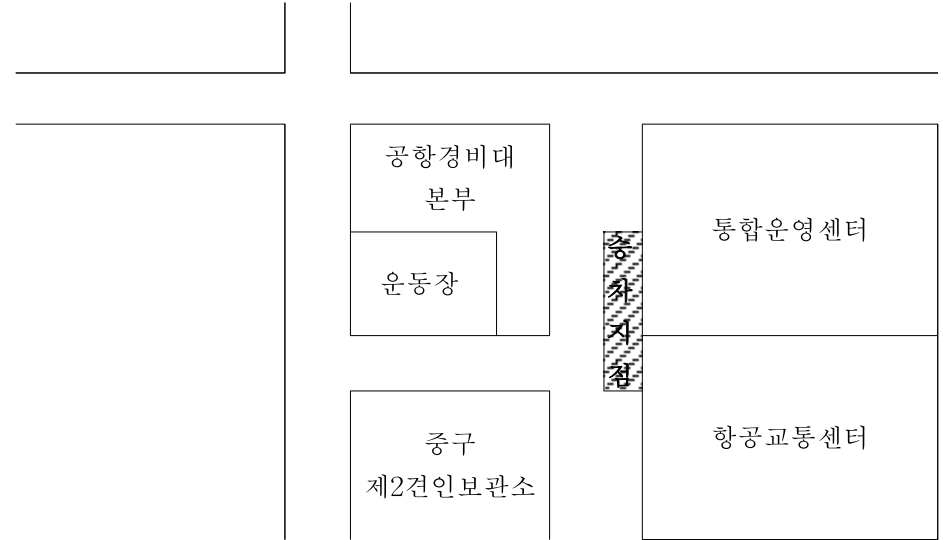 공항경비대
본부
운동장
통합운영센터
승차지점
중구
제2견인보관소
항공교통센터